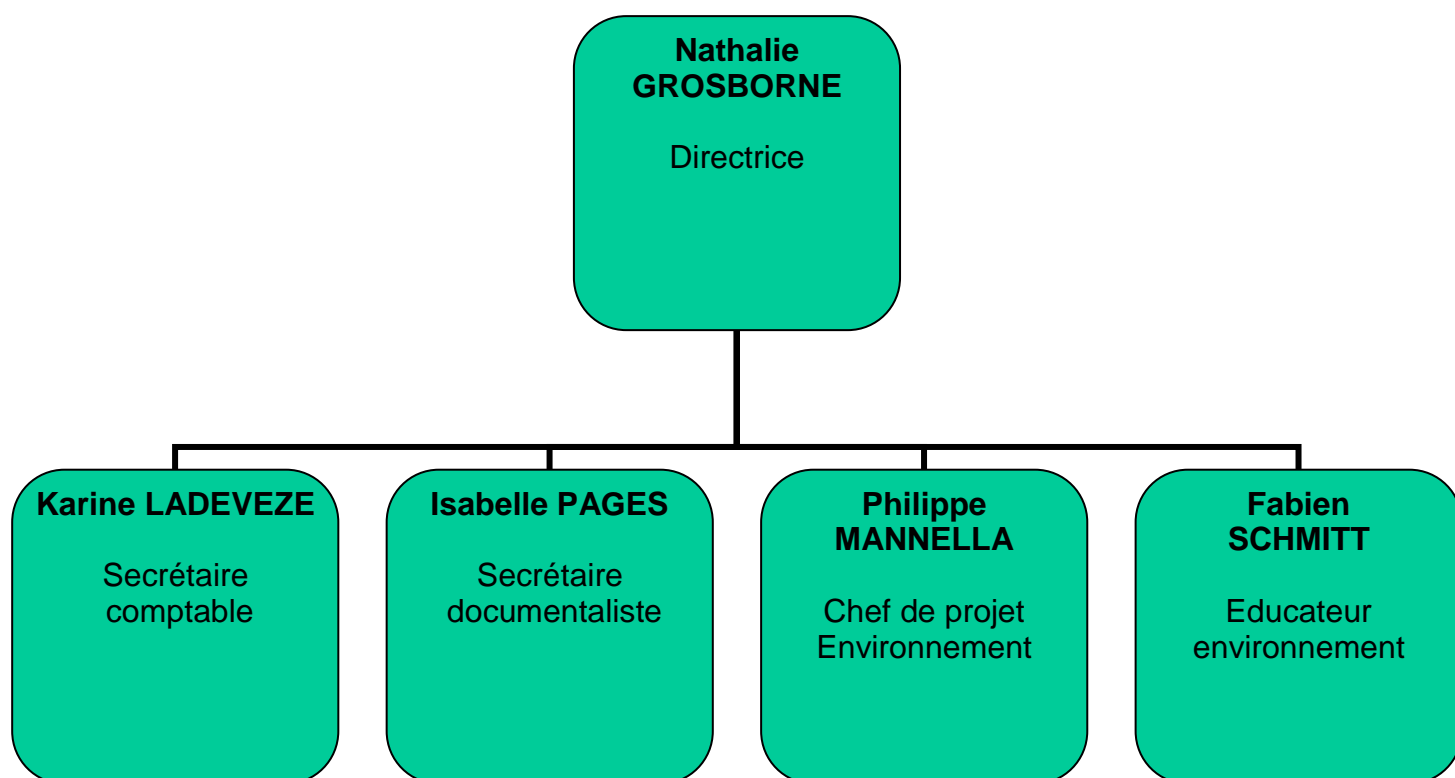 Nathalie
GROSBORNE
Directrice
Karine LADEVEZE
Secrétaire
comptable
Isabelle PAGES
Secrétaire
documentaliste
Philippe
MANNELLA
Chef de projet
Environnement
Fabien
SCHMITT
Educateur
environnement